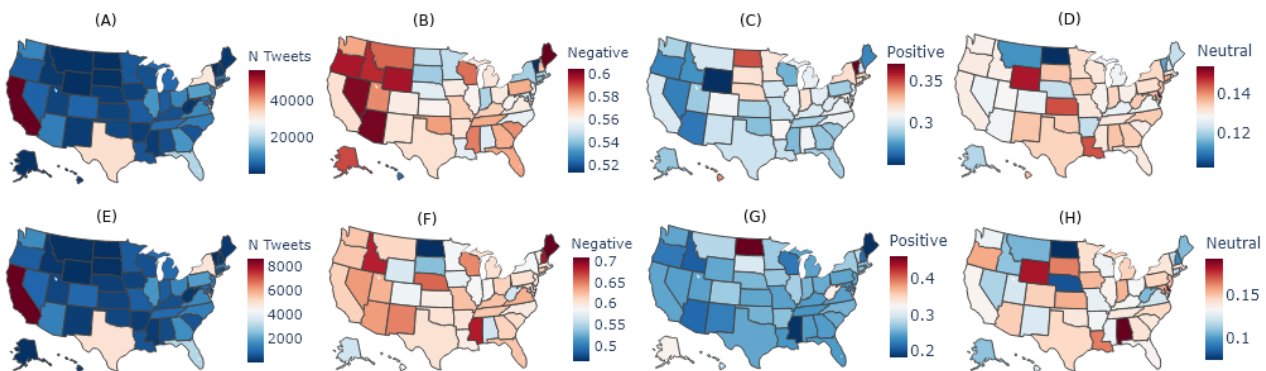 (A)
N Tweets
40000
20000
(B)
Negative
0.6
0.58
0.56
0.54
0.52
(C)
Positive
0.35
0.3
(D)
Neutral
0.14
0.12
(E)
N Tweets
8000
6000
4000
2000
(F)
Negative
0.7
0.65
0.6
0.55
0.5
(G)
Positive
0.4
0.3
0.2
(H)
Neutral
0.15
0.1